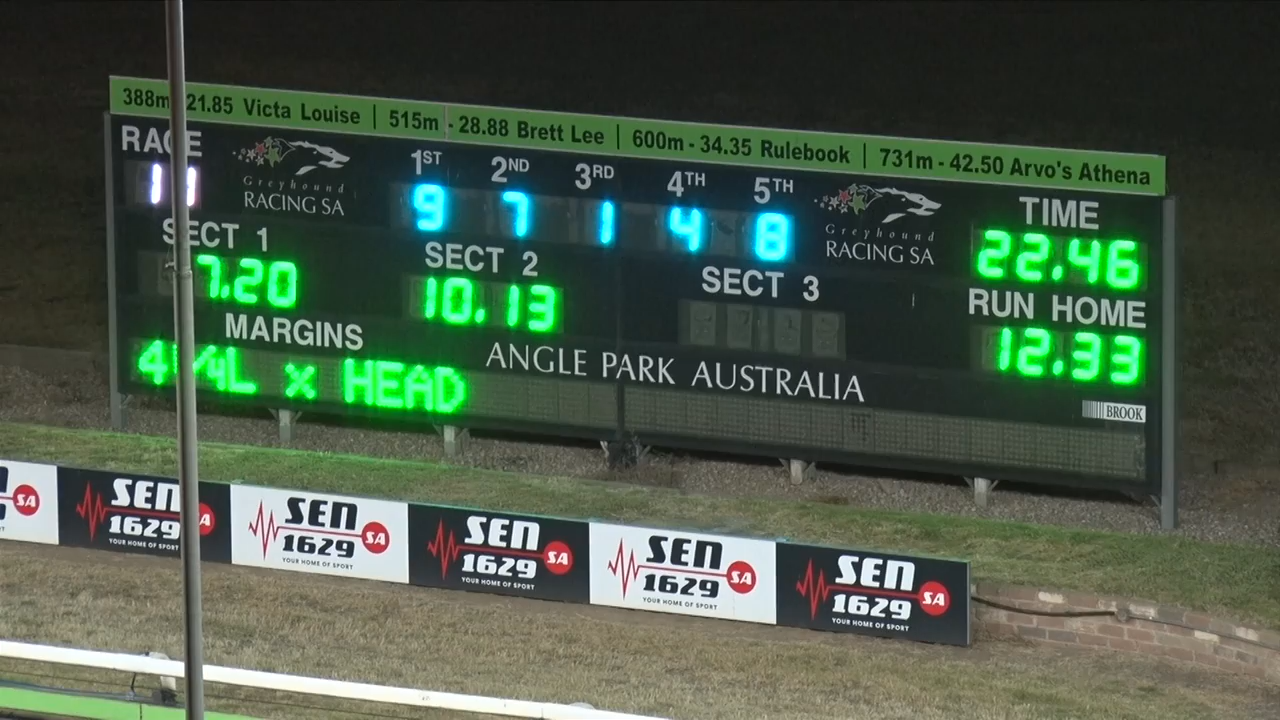 388m 21.85 Victa Louise | 515m - 28.88 Brett Lee | 600m - 34.35 Rulebook | 731m - 42.50 Arvo's Athena
RACE
11
Greyhound
RACING SA
1ST 2ND 3RD 4TH 5TH
9 7 1 4 8
Greyhound
RACING SA
TIME
22.46
SECT 1
7.20
SECT 2
10.13
SECT 3
RUN HOME
12.33
MARGINS
4 1/4L x HEAD
ANGLE PARK AUSTRALIA
BROOK
SA
SEN
1629
SA
YOUR HOME OF SPORT
SEN
1629
SA
YOUR HOME OF SPORT
SEN
1629
SA
YOUR HOME OF SPORT
SEN
1629
SA
YOUR HOME OF SPORT
SEN
1629
SA
YOUR HOME OF SPORT